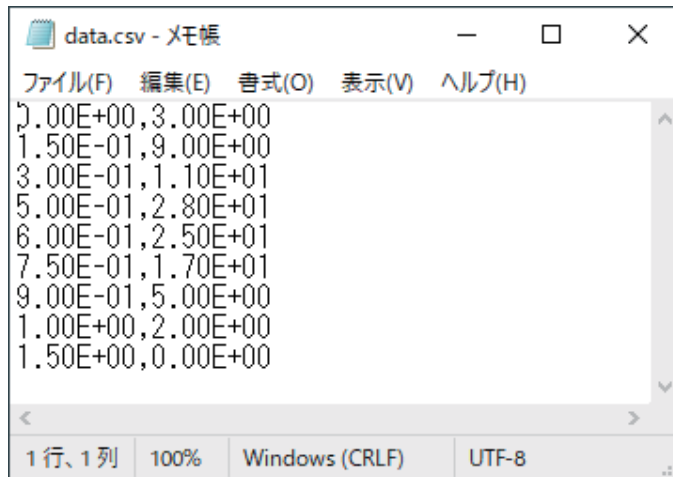 data.csv - メモ帳
ファイル(F) 編集(E) 書式(O) 表示(V) ヘルプ(H)
0.00E+00,3.00E+00
1.50E-01,9.00E+00
3.00E-01,1.10E+01
5.00E-01,2.80E+01
6.00E-01,2.50E+01
7.50E-01,1.70E+01
9.00E-01,5.00E+00
1.00E+00,2.00E+00
1.50E+00,0.00E+00
1 行、1 列 100% Windows (CRLF) UTF-8